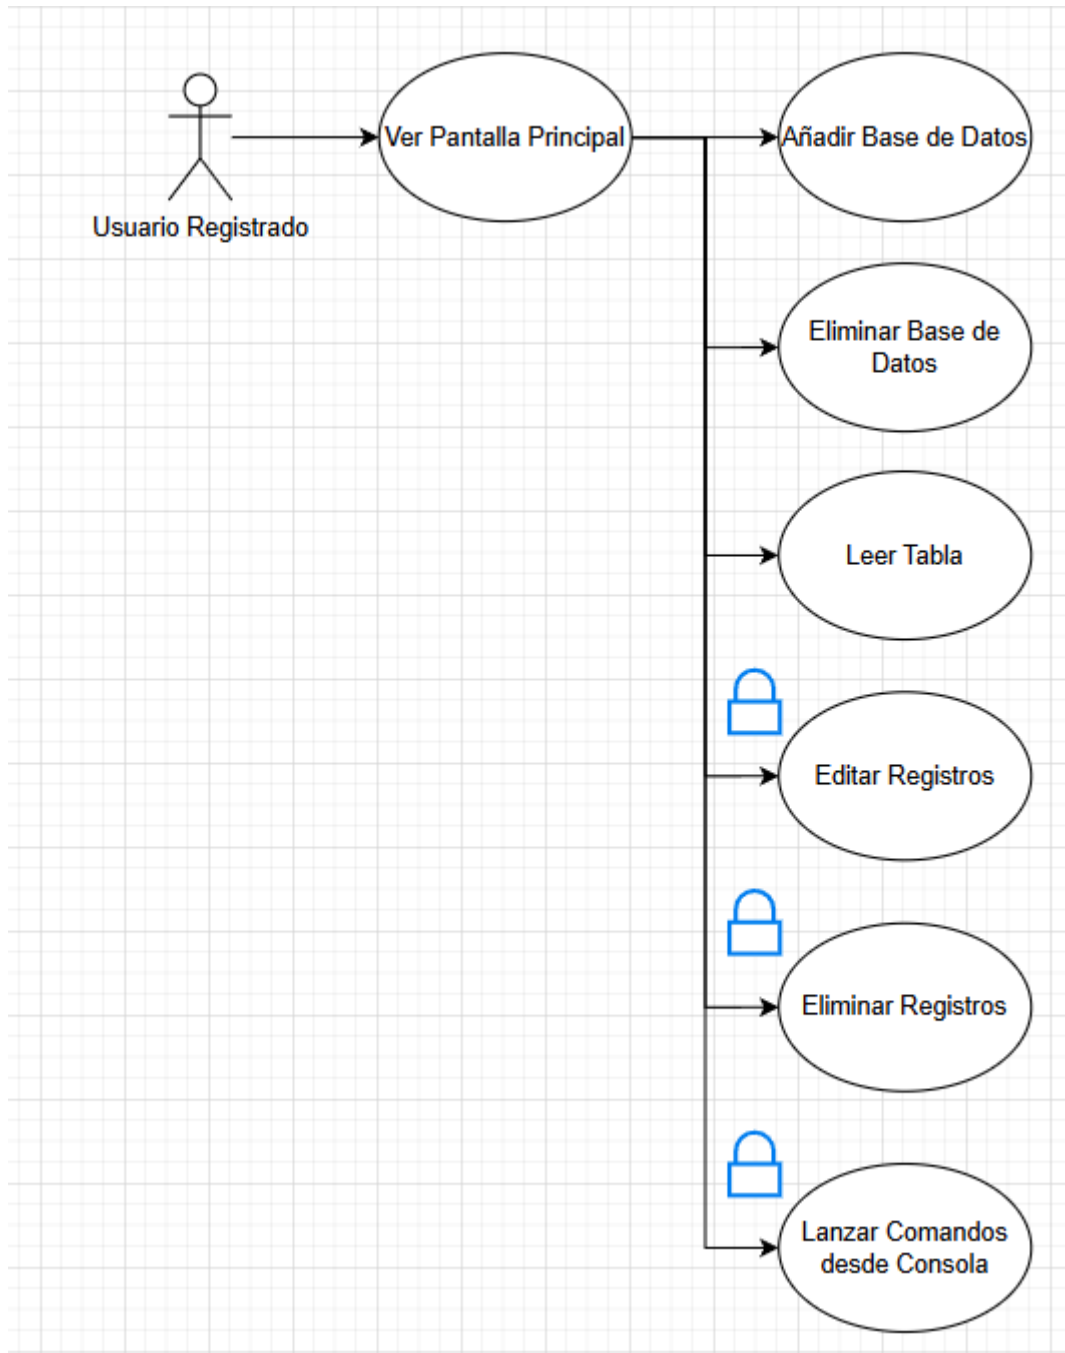 Usuario Registrado
Ver Pantalla Principal
Añadir Base de Datos
Eliminar Base de
Datos
Leer Tabla
Editar Registros
Eliminar Registros
Lanzar Comandos
desde Consola